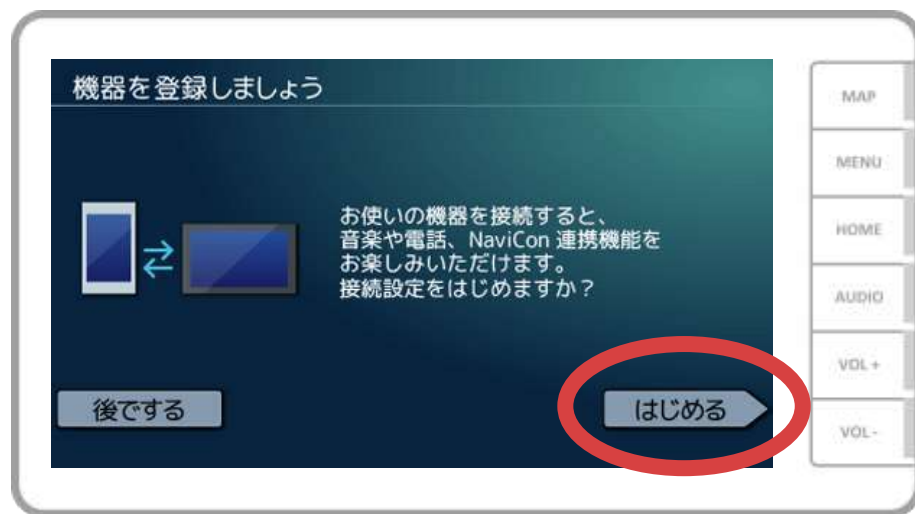 機器を登録しましょう
お使いの機器を接続すると、
音楽や電話、NaviCon 連携機能を
お楽しみいただけます。
接続設定をはじめますか？
後でする
はじめる
MAP
MENU
HOME
AUDIO
VOL +
VOL -